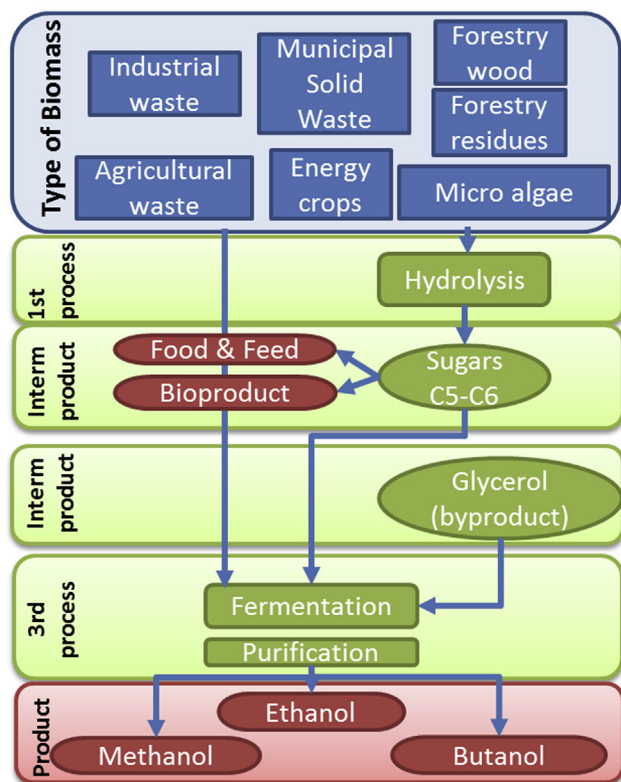 Type of Biomass
Industrial
waste
Municipal
Solid
Waste
Forestry
wood
Forestry
residues
Agricultural
waste
Energy
crops
Micro algae
1st
process
Hydrolysis
Interm
product
Food & Feed
Bioproduct
Sugars
C5-C6
Interm
product
Glycerol
(byproduct)
3rd
process
Fermentation
Purification
Product
Ethanol
Methanol
Butanol